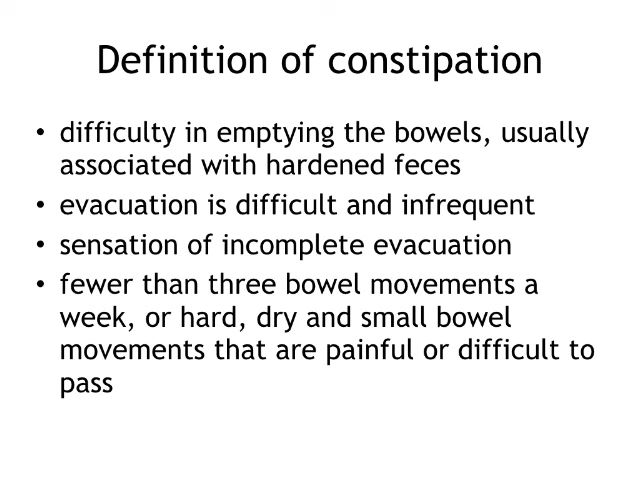 Definition of constipation
• difficulty in emptying the bowels, usually
associated with hardened feces
• evacuation is difficult and infrequent
• sensation of incomplete evacuation
• fewer than three bowel movements a
week, or hard, dry and small bowel
movements that are painful or difficult to
pass